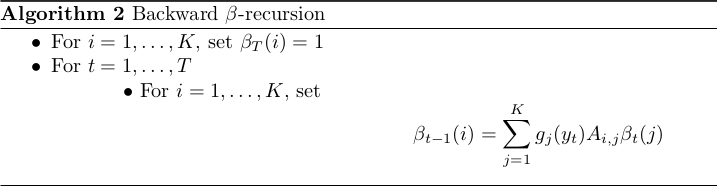 Algorithm 2 Backward β-recursion
• For i = 1, . . . , K, set β_T(i) = 1
• For t = 1, . . . , T
• For i = 1, . . . , K, set
β_{t−1}(i) = \sum_{j=1}^{K} g_j(y_t)A_{i,j}β_t(j)